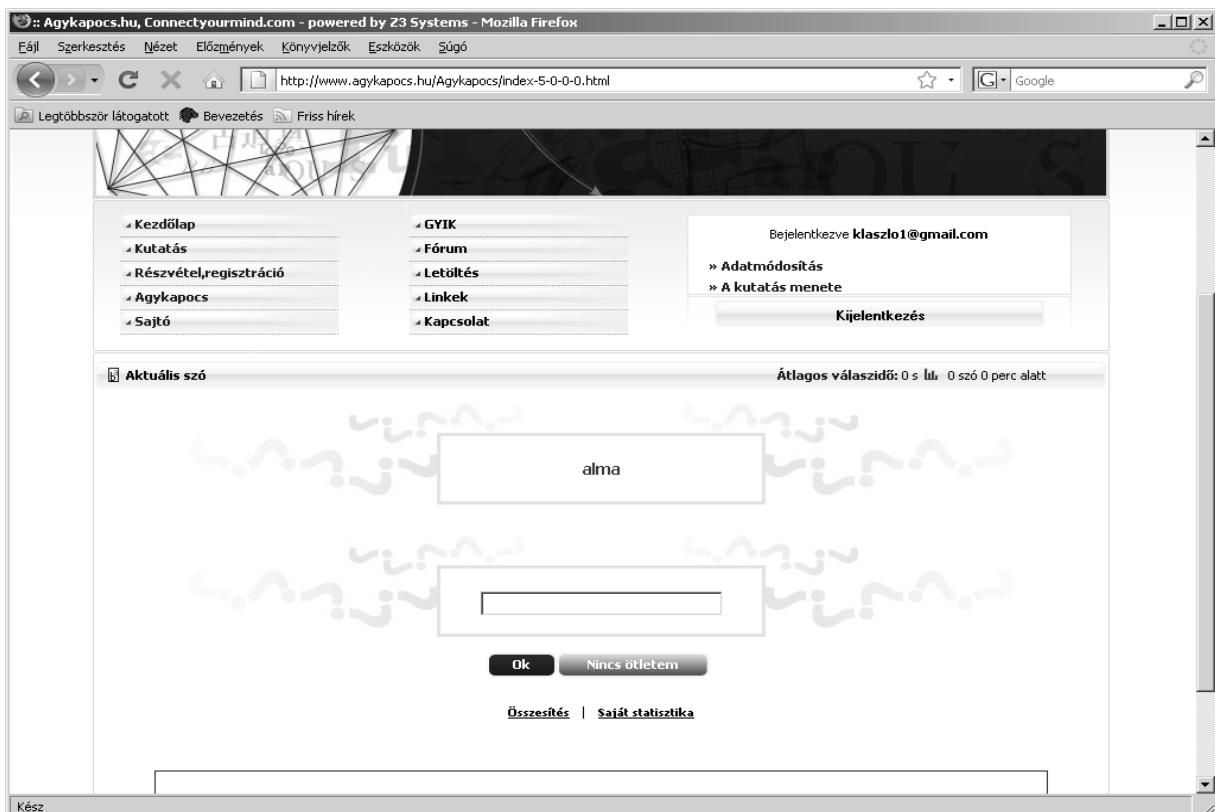 :: Agykapocs.hu, Connectyourmind.com - powered by Z3 Systems - Mozilla Firefox
Fájl Szerkesztés Nézet Előzmények Könyvjelzők Eszközök Súgó
http://www.agykapocs.hu/Agykapocs/index-5-0-0-0.html
G Google
Legtöbbször látogatott Bevezetés Friss hírek
Kezdőlap
Kutatás
Részvétel,regisztráció
Agykapocs
Sajtó
GYIK
Fórum
Letöltés
Linkek
Kapcsolat
Bejelentkezve klaszlo1@gmail.com
» Adatmódosítás
» A kutatás menete
Kijelentkezés
Aktuális szó
Átlagos válaszidő: 0 s 0 szó 0 perc alatt
alma
Ok Nincs ötletem
Összesítés | Saját statisztika
Kész